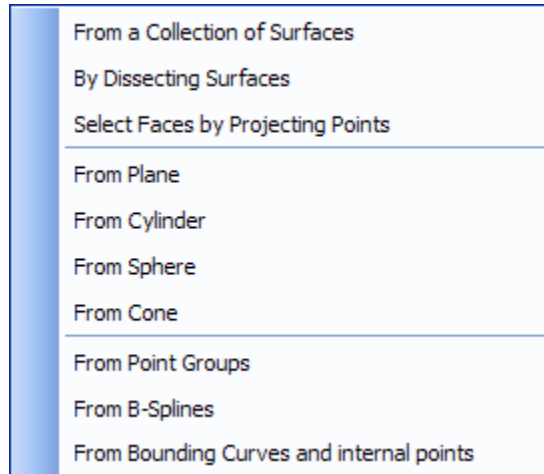 From a Collection of Surfaces
By Dissecting Surfaces
Select Faces by Projecting Points
From Plane
From Cylinder
From Sphere
From Cone
From Point Groups
From B-Splines
From Bounding Curves and internal points